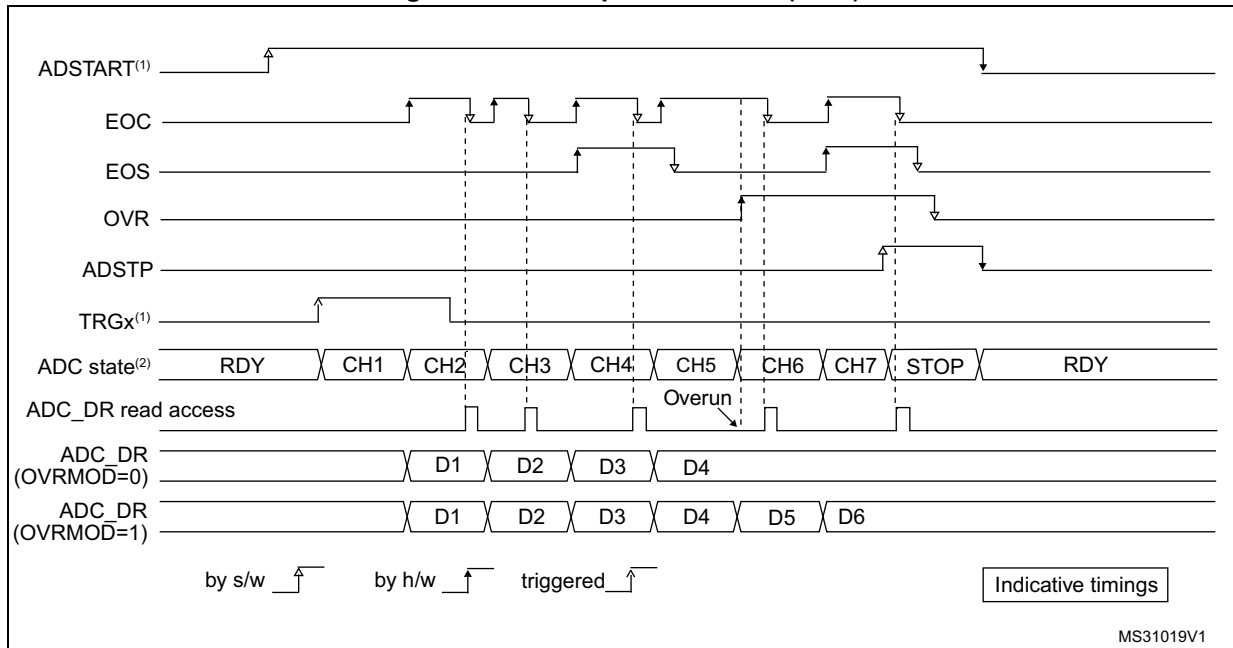 ADSTART(1)
EOC
EOS
OVR
ADSTP
TRGx(1)
ADC state(2) RDY CH1 CH2 CH3 CH4 CH5 CH6 CH7 STOP RDY
ADC_DR read access
Overun
ADC_DR
(OVRMOD=0)
D1 D2 D3 D4
ADC_DR
(OVRMOD=1)
D1 D2 D3 D4 D5 D6
by s/w by h/w triggered
Indicative timings
MS31019V1